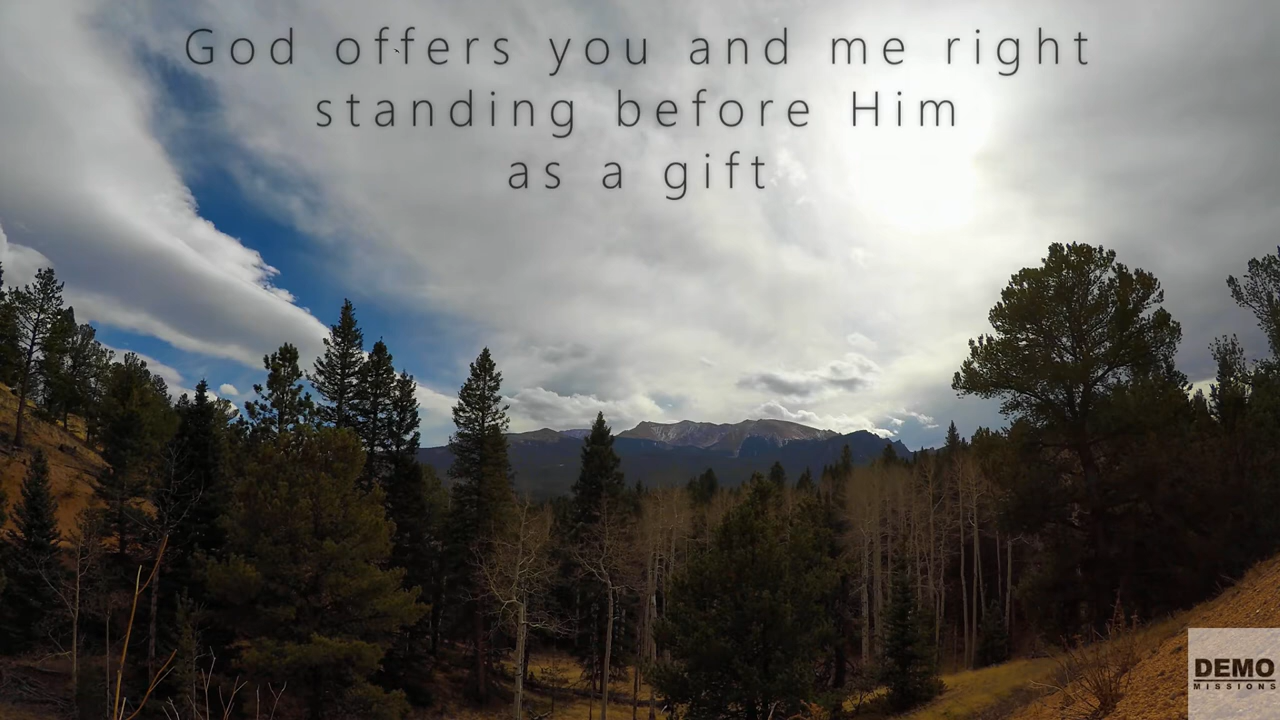 God offers you and me right
standing before Him
as a gift
DEMO
MISSIONS